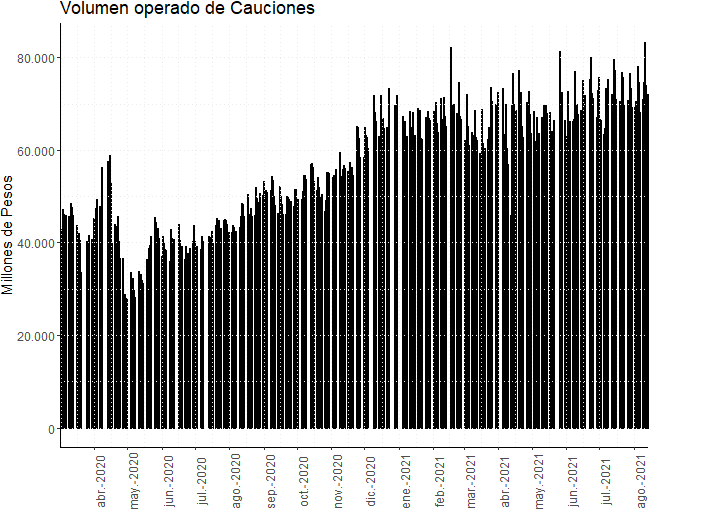 Volumen operado de Cauciones
Millones de Pesos
80.000
60.000
40.000
20.000
0
abr.-2020
may.-2020
jun.-2020
jul.-2020
ago.-2020
sep.-2020
oct.-2020
nov.-2020
dic.-2020
ene.-2021
feb.-2021
mar.-2021
abr.-2021
may.-2021
jun.-2021
jul.-2021
ago.-2021